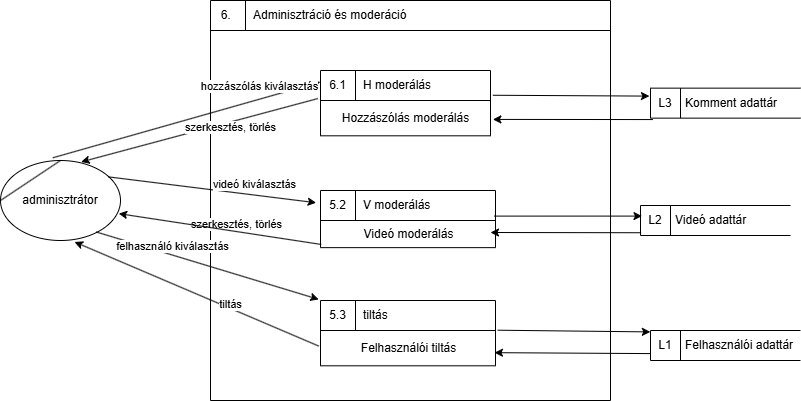 6. Adminisztráció és moderáció
hozzászólás kiválasztás
6.1 H moderálás
Hozzászólás moderálás
L3 Komment adattár
szerkesztés, törlés
adminisztrátor
videó kiválasztás
5.2 V moderálás
Videó moderálás
L2 Videó adattár
szerkesztés, törlés
felhasználó kiválasztás
tiltás
5.3 tiltás
Felhasználói tiltás
L1 Felhasználói adattár